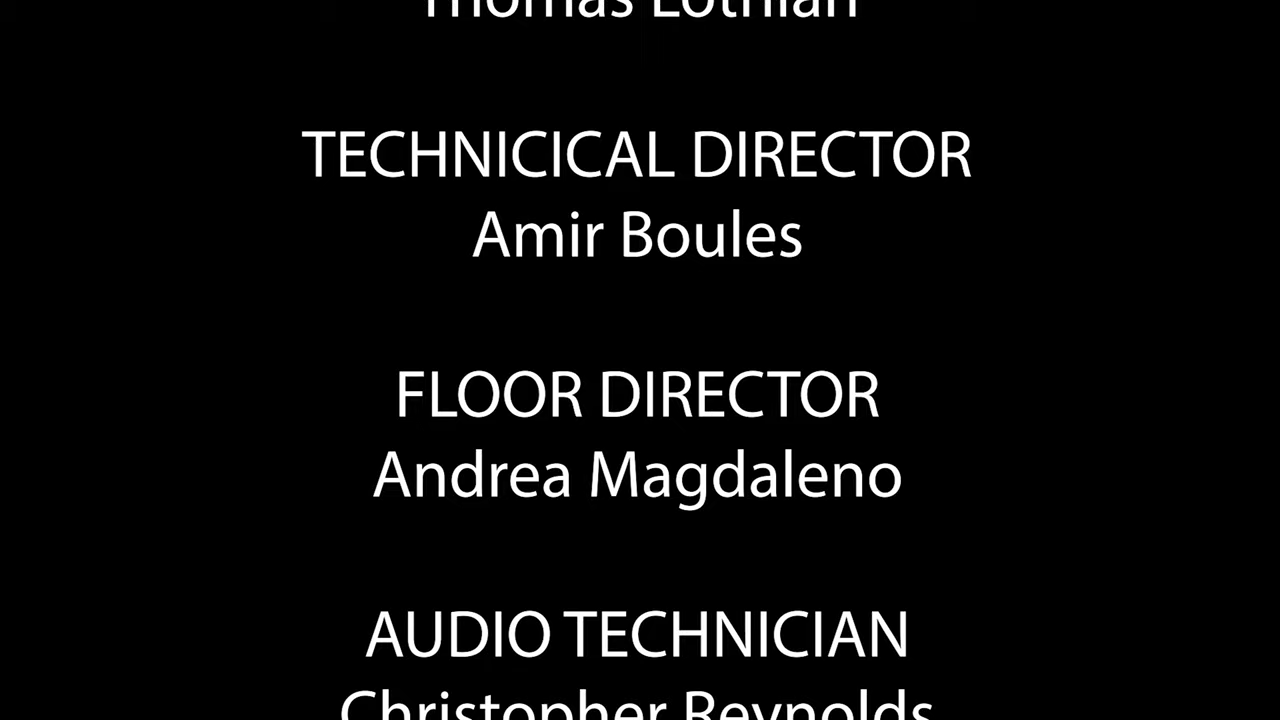 Thomas Lothian
TECHNICICAL DIRECTOR
Amir Boules
FLOOR DIRECTOR
Andrea Magdaleno
AUDIO TECHNICIAN
Christopher Reynolds